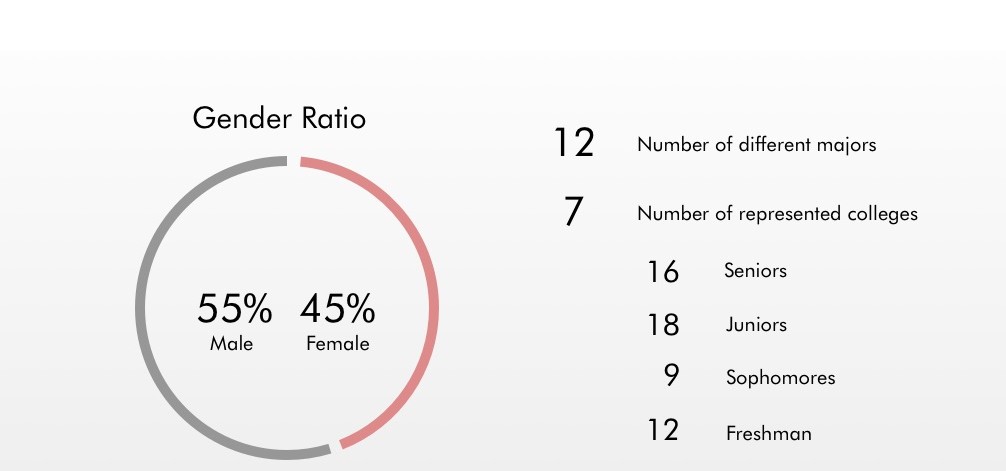 Gender Ratio
55% 45%
Male Female
12 Number of different majors
7 Number of represented colleges
16 Seniors
18 Juniors
9 Sophomores
12 Freshman